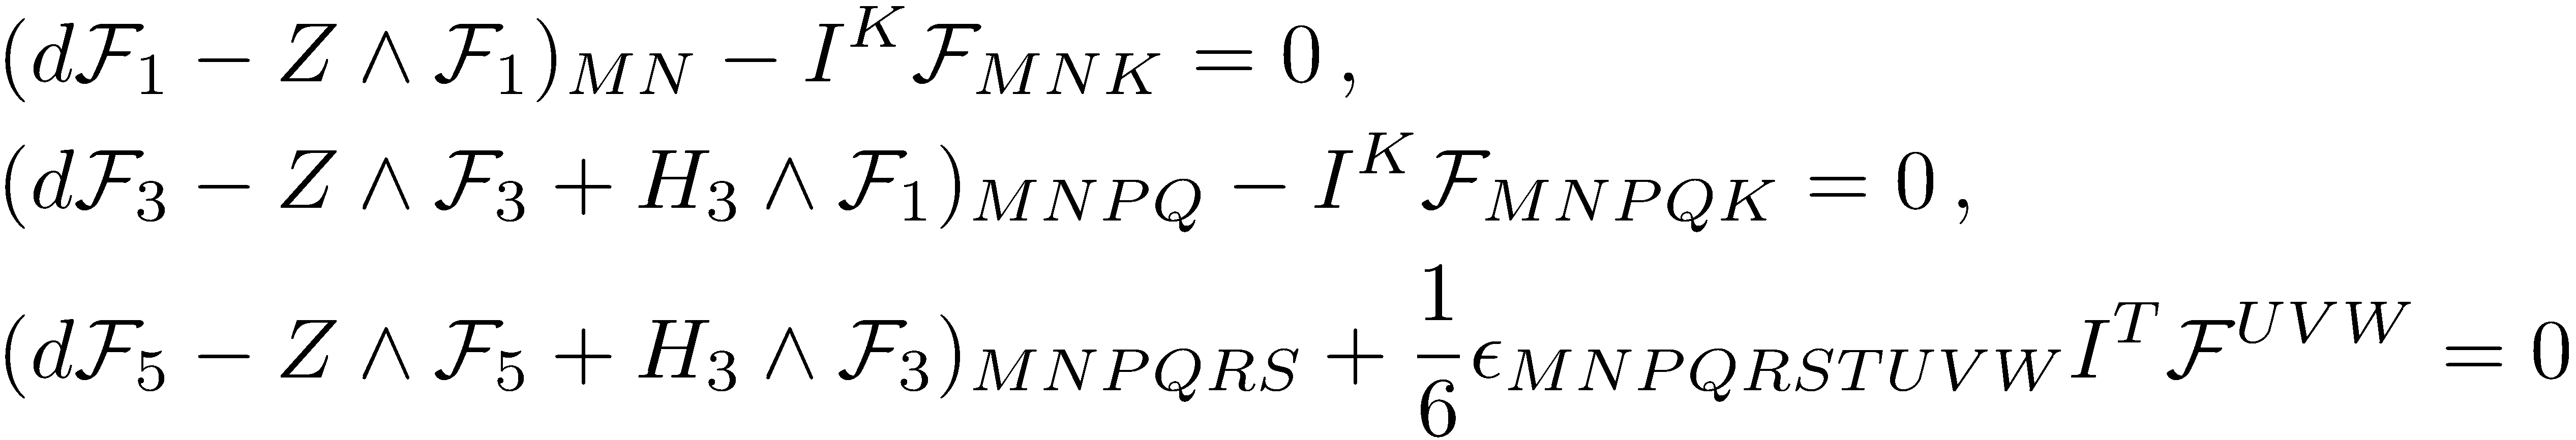 $(d\mathcal{F}_1 - Z \wedge \mathcal{F}_1)_{MN} - I^K \mathcal{F}_{MNK} = 0\,,$
$(d\mathcal{F}_3 - Z \wedge \mathcal{F}_3 + H_3 \wedge \mathcal{F}_1)_{MNPQ} - I^K \mathcal{F}_{MNPQK} = 0\,,$
$(d\mathcal{F}_5 - Z \wedge \mathcal{F}_5 + H_3 \wedge \mathcal{F}_3)_{MNPQRS} + \frac{1}{6} \epsilon_{MNPQRSTUVW} I^T \mathcal{F}^{UVW} = 0$